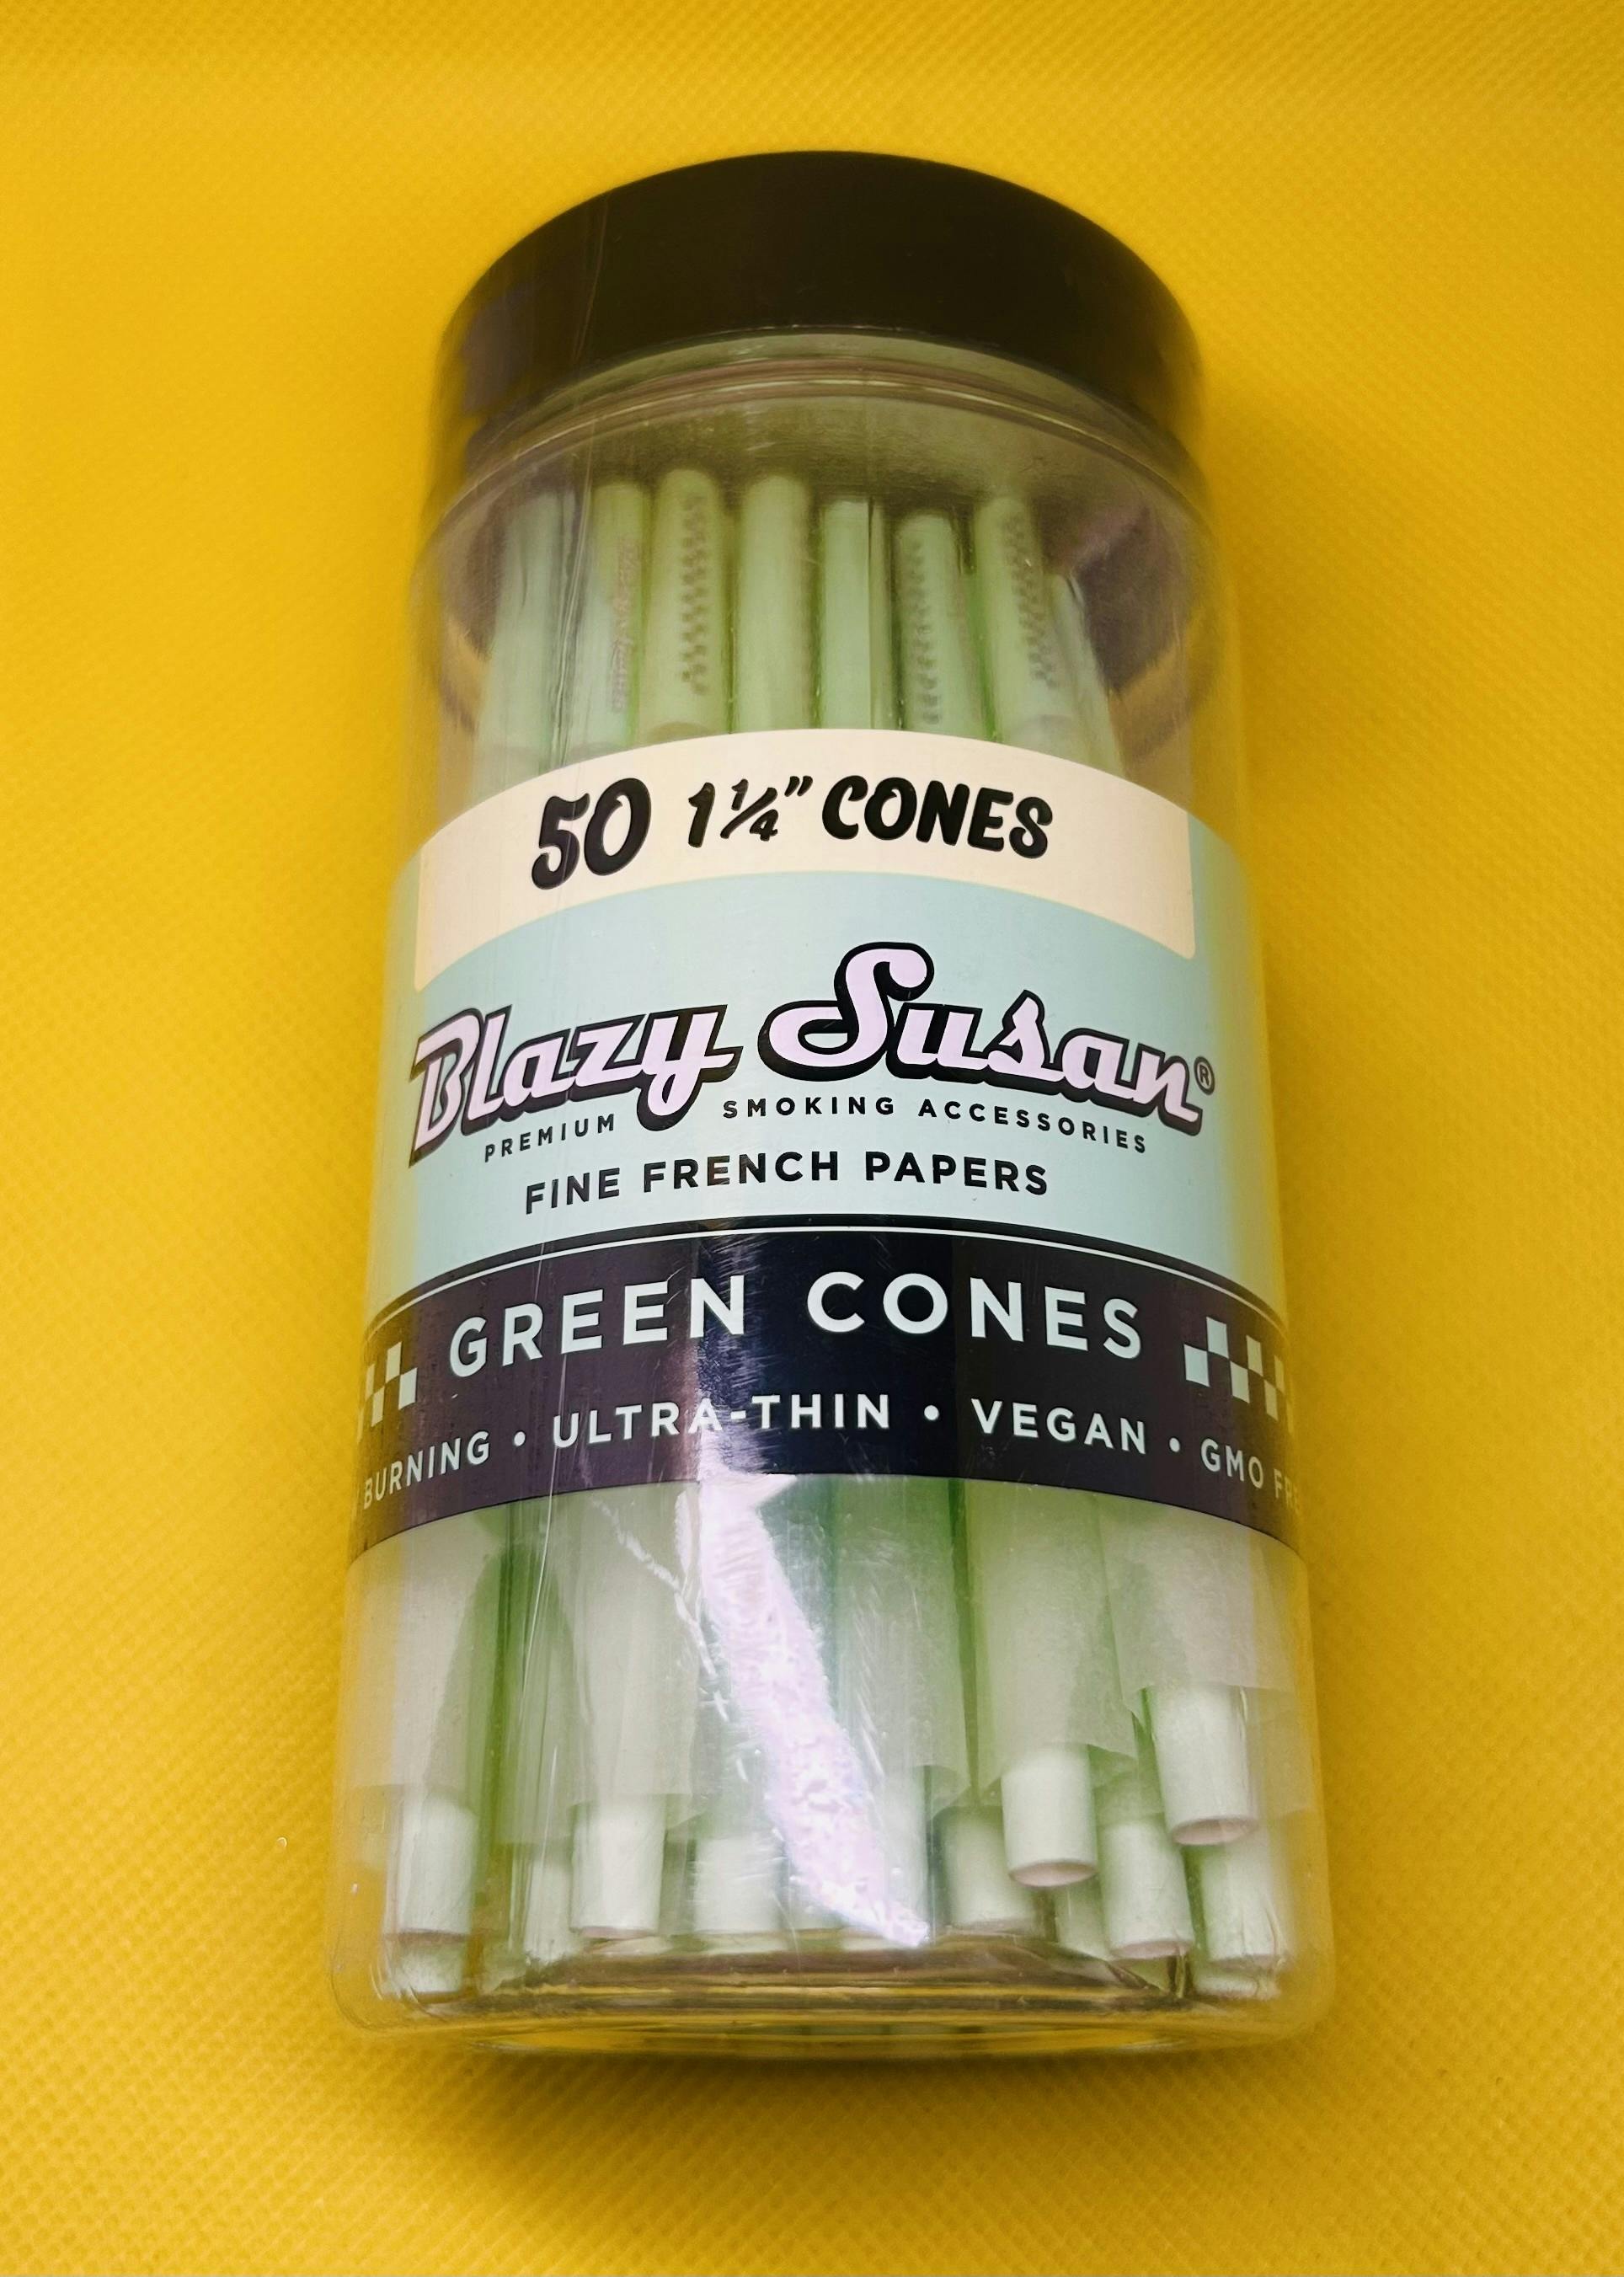 50 1¼" CONES
Blazy Susan®
PREMIUM SMOKING ACCESSORIES
FINE FRENCH PAPERS
GREEN CONES
BURNING • ULTRA-THIN • VEGAN • GMO